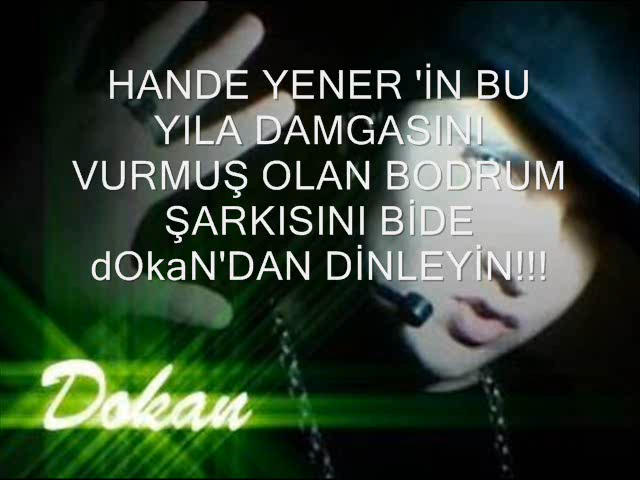 HANDE YENER 'İN BU
YILA DAMGASINI
VURMUŞ OLAN BODRUM
ŞARKISINI BİDE
dOkaN'DAN DİNLEYİN!!!
Dokan